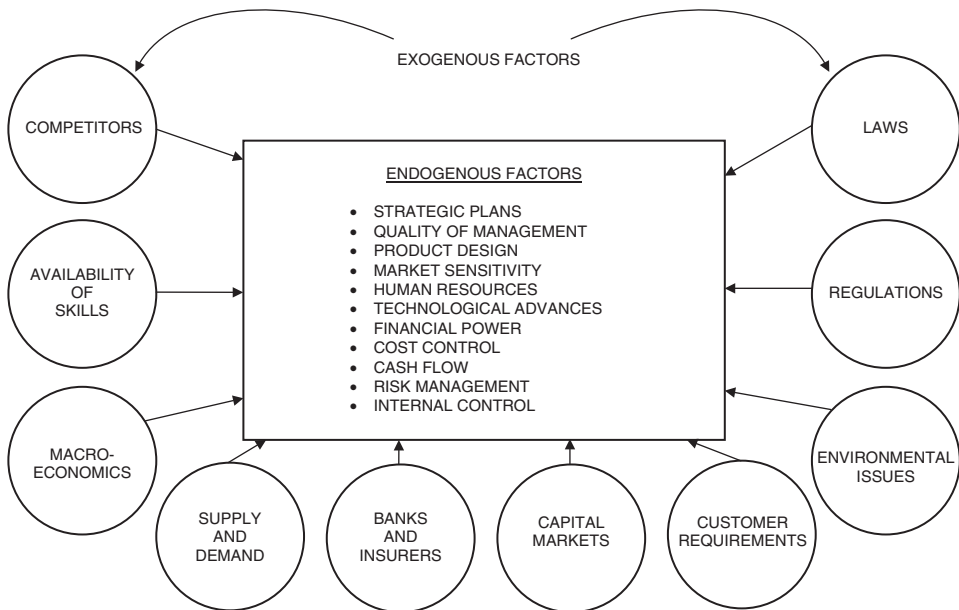 EXOGENOUS FACTORS
COMPETITORS
LAWS
ENDOGENOUS FACTORS
• STRATEGIC PLANS
• QUALITY OF MANAGEMENT
• PRODUCT DESIGN
• MARKET SENSITIVITY
• HUMAN RESOURCES
• TECHNOLOGICAL ADVANCES
• FINANCIAL POWER
• COST CONTROL
• CASH FLOW
• RISK MANAGEMENT
• INTERNAL CONTROL
AVAILABILITY
OF
SKILLS
REGULATIONS
MACRO-
ECONOMICS
ENVIRONMENTAL
ISSUES
SUPPLY
AND
DEMAND
BANKS
AND
INSURERS
CAPITAL
MARKETS
CUSTOMER
REQUIREMENTS